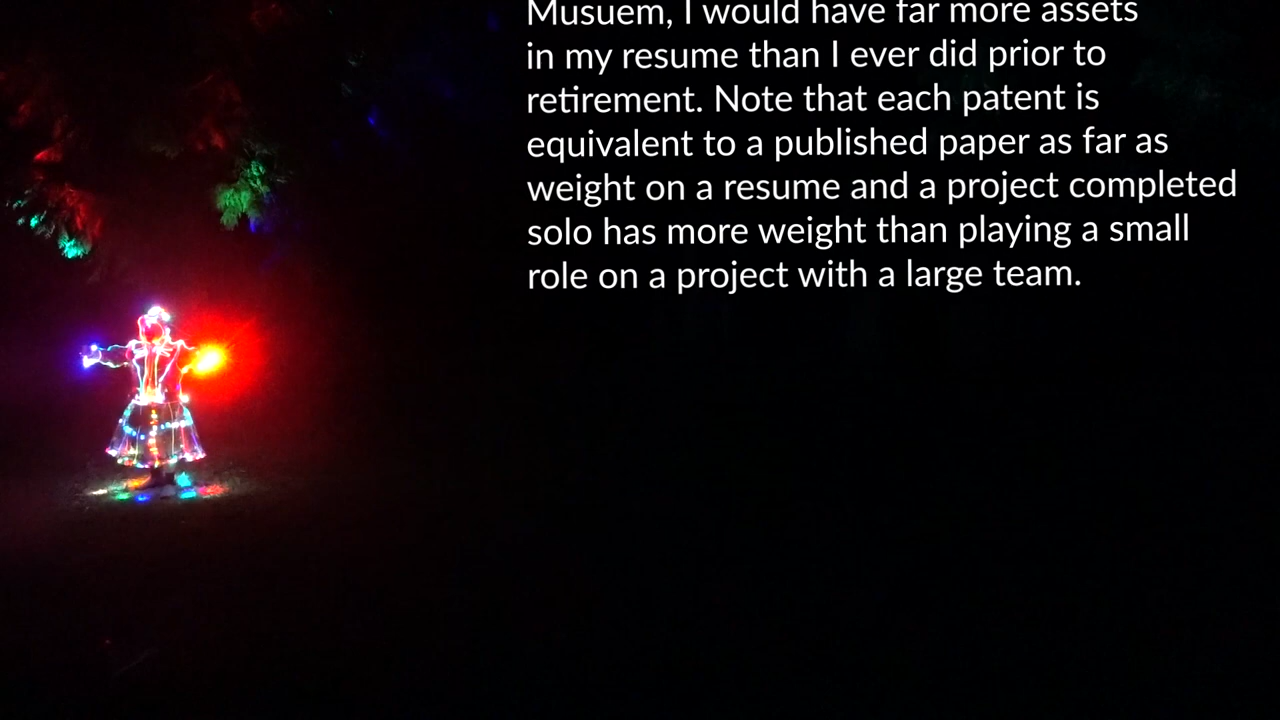 Musuem, I would have far more assets
in my resume than I ever did prior to
retirement. Note that each patent is
equivalent to a published paper as far as
weight on a resume and a project completed
solo has more weight than playing a small
role on a project with a large team.